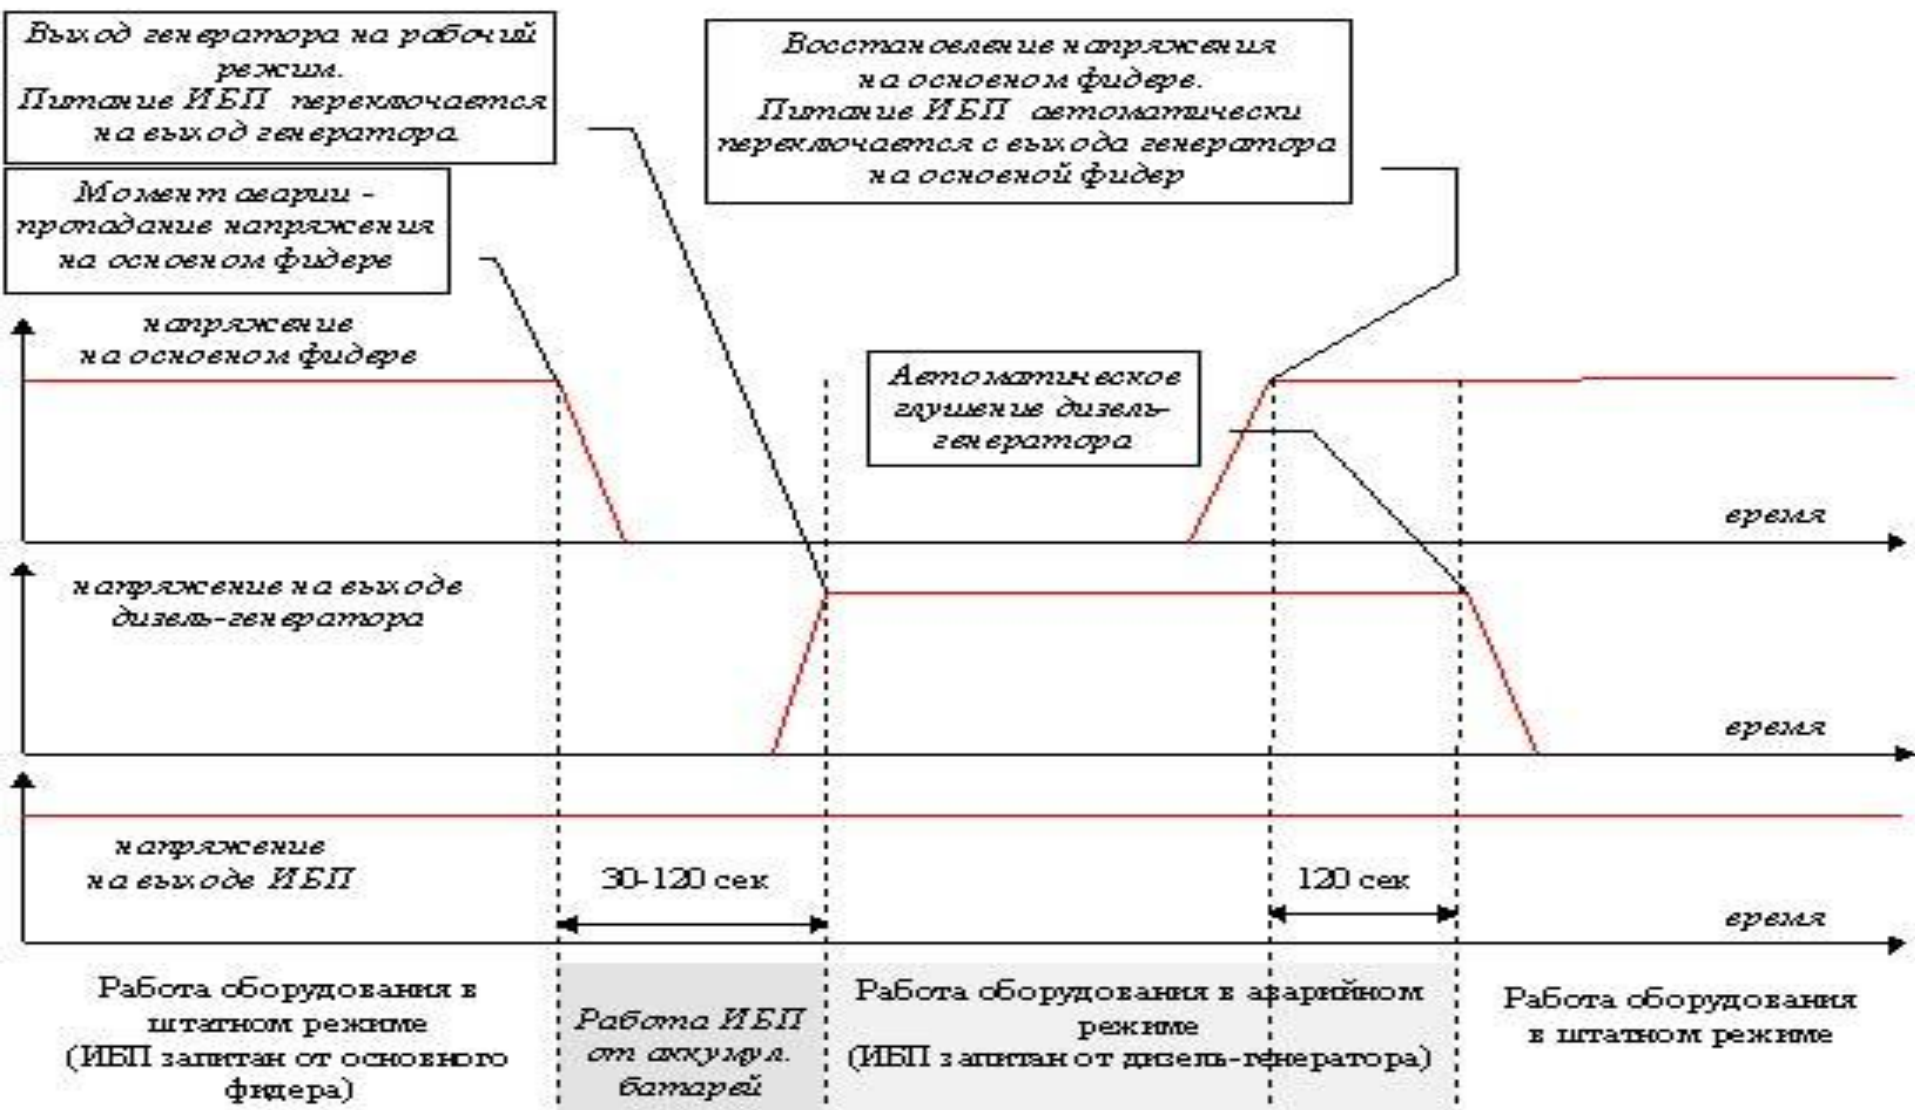 Выход генератора на рабочий
режим.
Питание ИБП переключается
на выход генератора
Восстановление напряжения
на основном фидере.
Питание ИБП автоматически
переключается с выхода генератора
на основной фидер
Момент аварии -
пропадание напряжения
на основном фидере
напряжение
на основном фидере
Автоматическое
глушение дизель-
генератора
время
напряжение на выходе
дизель-генератора
время
напряжение
на выходе ИБП
30-120 сек
120 сек
время
Работа оборудования в
штатном режиме
(ИБП запитан от основного
фидера)
Работа ИБП
от аккумул.
батарей
Работа оборудования в аварийном
режиме
(ИБП запитан от дизель-генератора)
Работа оборудования
в штатном режиме